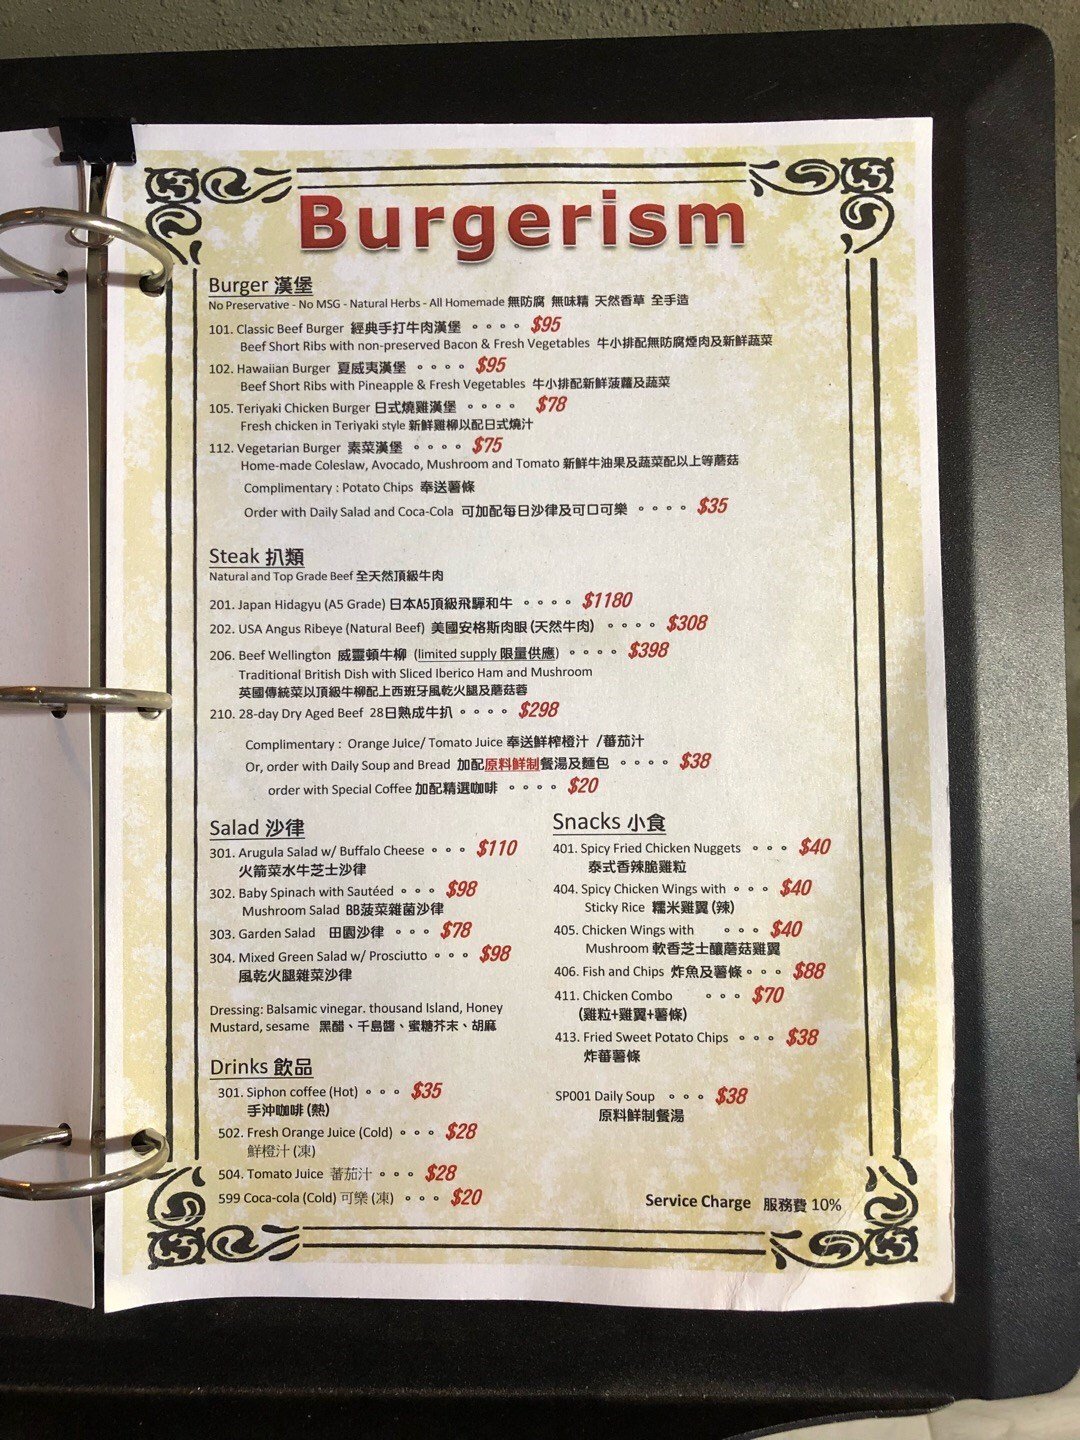 Burgerism
Burger 漢堡
No Preservative - No MSG - Natural Herbs - All Homemade 無防腐 無味精 天然香草 全手造
101. Classic Beef Burger 經典手打牛肉漢堡 。。。。 $95
Beef Short Ribs with non-preserved Bacon & Fresh Vegetables 牛小排配無防腐煙肉及新鮮蔬菜
102. Hawaiian Burger 夏威夷漢堡 。。。。 $95
Beef Short Ribs with Pineapple & Fresh Vegetables 牛小排配新鮮菠蘿及蔬菜
105. Teriyaki Chicken Burger 日式燒雞漢堡 。。。。 $78
Fresh chicken in Teriyaki style 新鮮雞柳以配日式燒汁
112. Vegetarian Burger 素菜漢堡 。。。。 $75
Home-made Coleslaw, Avocado, Mushroom and Tomato 新鮮牛油果及蔬菜配以上等蘑菇
Complimentary : Potato Chips 奉送薯條
Order with Daily Salad and Coca-Cola 可加配每日沙律及可口可樂 。。。。 $35
Steak 扒類
Natural and Top Grade Beef 全天然頂級牛肉
201. Japan Hidagyu (A5 Grade) 日本A5頂級飛驒和牛 。。。。 $1180
202. USA Angus Ribeye (Natural Beef) 美國安格斯肉眼 (天然牛肉) 。。。。 $308
206. Beef Wellington 威靈頓牛柳 (limited supply 限量供應) 。。。。 $398
Traditional British Dish with Sliced Iberico Ham and Mushroom
英國傳統菜以頂級牛柳配上西班牙風乾火腿及蘑菇蓉
210. 28-day Dry Aged Beef 28日熟成牛扒 。。。。 $298
Complimentary : Orange Juice/ Tomato Juice 奉送鮮榨橙汁 /蕃茄汁
Or, order with Daily Soup and Bread 加配原料鮮制餐湯及麵包 。。。。 $38
order with Special Coffee 加配精選咖啡 。。。。 $20
Salad 沙律
301. Arugula Salad w/ Buffalo Cheese 。。。 $110
火箭菜水牛芝士沙律
302. Baby Spinach with Sautéed 。。。 $98
Mushroom Salad BB菠菜雜菌沙律
303. Garden Salad 田園沙律 。。。 $78
304. Mixed Green Salad w/ Prosciutto 。。。 $98
風乾火腿雜菜沙律
Dressing: Balsamic vinegar. thousand Island, Honey
Mustard, sesame 黑醋、千島醬、蜜糖芥末、胡麻
Drinks 飲品
301. Siphon coffee (Hot) 。。。 $35
手沖咖啡 (熱)
502. Fresh Orange Juice (Cold) 。。。 $28
鮮橙汁 (凍)
504. Tomato Juice 蕃茄汁 。。。 $28
599 Coca-cola (Cold) 可樂 (凍) 。。。 $20
Snacks 小食
401. Spicy Fried Chicken Nuggets 。。。 $40
泰式香辣脆雞粒
404. Spicy Chicken Wings with 。。。 $40
Sticky Rice 糯米雞翼 (辣)
405. Chicken Wings with 。。。 $40
Mushroom 軟香芝士釀蘑菇雞翼
406. Fish and Chips 炸魚及薯條。。。 $88
411. Chicken Combo 。。。 $70
(雞粒+雞翼+薯條)
413. Fried Sweet Potato Chips 。。。 $38
炸蕃薯條
SP001 Daily Soup 。。。 $38
原料鮮制餐湯
Service Charge 服務費 10%